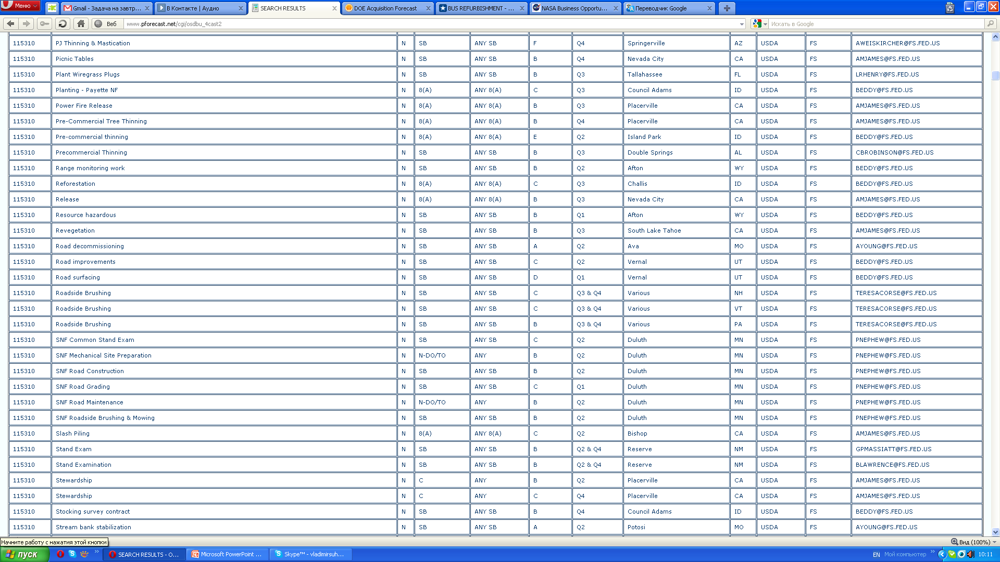 Меню
Gmail - Задача на завтр...
В Контакте | Аудио
SEARCH RESULTS
DOE Acquisition Forecast
BUS REFURBISHMENT - ...
NASA Business Opportu...
Переводчик Google
Веб www.pforecast.net/cgi/osdbu_4cast2 Искать в Google
115310 PJ Thinning & Mastication N SB ANY SB F Q4 Springerville AZ USDA FS AWEISKIRCHER@FS.FED.US
115310 Picnic Tables N SB ANY SB B Q4 Nevada City CA USDA FS AMJAMES@FS.FED.US
115310 Plant Wiregrass Plugs N SB ANY SB B Q3 Tallahassee FL USDA FS LRHENRY@FS.FED.US
115310 Planting - Payette NF N 8(A) ANY 8(A) C Q3 Council Adams ID USDA FS BEDDY@FS.FED.US
115310 Power Fire Release N 8(A) ANY 8(A) B Q3 Placerville CA USDA FS AMJAMES@FS.FED.US
115310 Pre-Commercial Tree Thinning N 8(A) ANY 8(A) B Q4 Placerville CA USDA FS AMJAMES@FS.FED.US
115310 Pre-commercial thinning N 8(A) ANY 8(A) E Q2 Island Park ID USDA FS BEDDY@FS.FED.US
115310 Precommercial Thinning N SB ANY SB B Q3 Double Springs AL USDA FS CBROBINSON@FS.FED.US
115310 Range monitoring work N SB ANY SB B Q2 Afton WY USDA FS BEDDY@FS.FED.US
115310 Reforestation N 8(A) ANY 8(A) C Q3 Challis ID USDA FS BEDDY@FS.FED.US
115310 Release N 8(A) ANY 8(A) B Q3 Nevada City CA USDA FS AMJAMES@FS.FED.US
115310 Resource hazardous N SB ANY SB B Q1 Afton WY USDA FS BEDDY@FS.FED.US
115310 Revegetation N SB ANY SB B Q3 South Lake Tahoe CA USDA FS AMJAMES@FS.FED.US
115310 Road decommissioning N SB ANY SB A Q2 Ava MO USDA FS AYOUNG@FS.FED.US
115310 Road improvements N SB ANY SB C Q2 Vernal UT USDA FS BEDDY@FS.FED.US
115310 Road surfacing N SB ANY SB D Q1 Vernal UT USDA FS BEDDY@FS.FED.US
115310 Roadside Brushing N SB ANY SB C Q3 & Q4 Various NH USDA FS TERESACORSE@FS.FED.US
115310 Roadside Brushing N SB ANY SB C Q3 & Q4 Various VT USDA FS TERESACORSE@FS.FED.US
115310 Roadside Brushing N SB ANY SB C Q3 & Q4 Various PA USDA FS TERESACORSE@FS.FED.US
115310 SNF Common Stand Exam N SB ANY SB C Q2 Duluth MN USDA FS PNEPHEW@FS.FED.US
115310 SNF Mechanical Site Preparation N N-DO/TO ANY B Q2 Duluth MN USDA FS PNEPHEW@FS.FED.US
115310 SNF Road Construction N SB ANY SB B Q2 Duluth MN USDA FS PNEPHEW@FS.FED.US
115310 SNF Road Grading N SB ANY SB C Q1 Duluth MN USDA FS PNEPHEW@FS.FED.US
115310 SNF Road Maintenance N N-DO/TO ANY B Q2 Duluth MN USDA FS PNEPHEW@FS.FED.US
115310 SNF Roadside Brushing & Mowing N SB ANY SB B Q2 Duluth MN USDA FS PNEPHEW@FS.FED.US
115310 Slash Piling N 8(A) ANY 8(A) C Q2 Bishop CA USDA FS AMJAMES@FS.FED.US
115310 Stand Exam N SB ANY SB B Q2 & Q4 Reserve NM USDA FS GPMASSIATT@FS.FED.US
115310 Stand Examination N SB ANY SB B Q2 & Q4 Reserve NM USDA FS BLAWRENCE@FS.FED.US
115310 Stewardship N C ANY B Q2 Placerville CA USDA FS AMJAMES@FS.FED.US
115310 Stewardship N C ANY C Q4 Placerville CA USDA FS AMJAMES@FS.FED.US
115310 Stocking survey contract N SB ANY SB B Q4 Council Adams ID USDA FS BEDDY@FS.FED.US
115310 Stream bank stabilization N SB ANY SB A Q2 Potosi MO USDA FS AYOUNG@FS.FED.US
Начните работу с нажатия этой кнопки
Вид (100%)
пуск
SEARCH RESULTS - O...
Microsoft PowerPoint ...
Skype™ - vladimirsuh...
EN
Мой компьютер
10:11